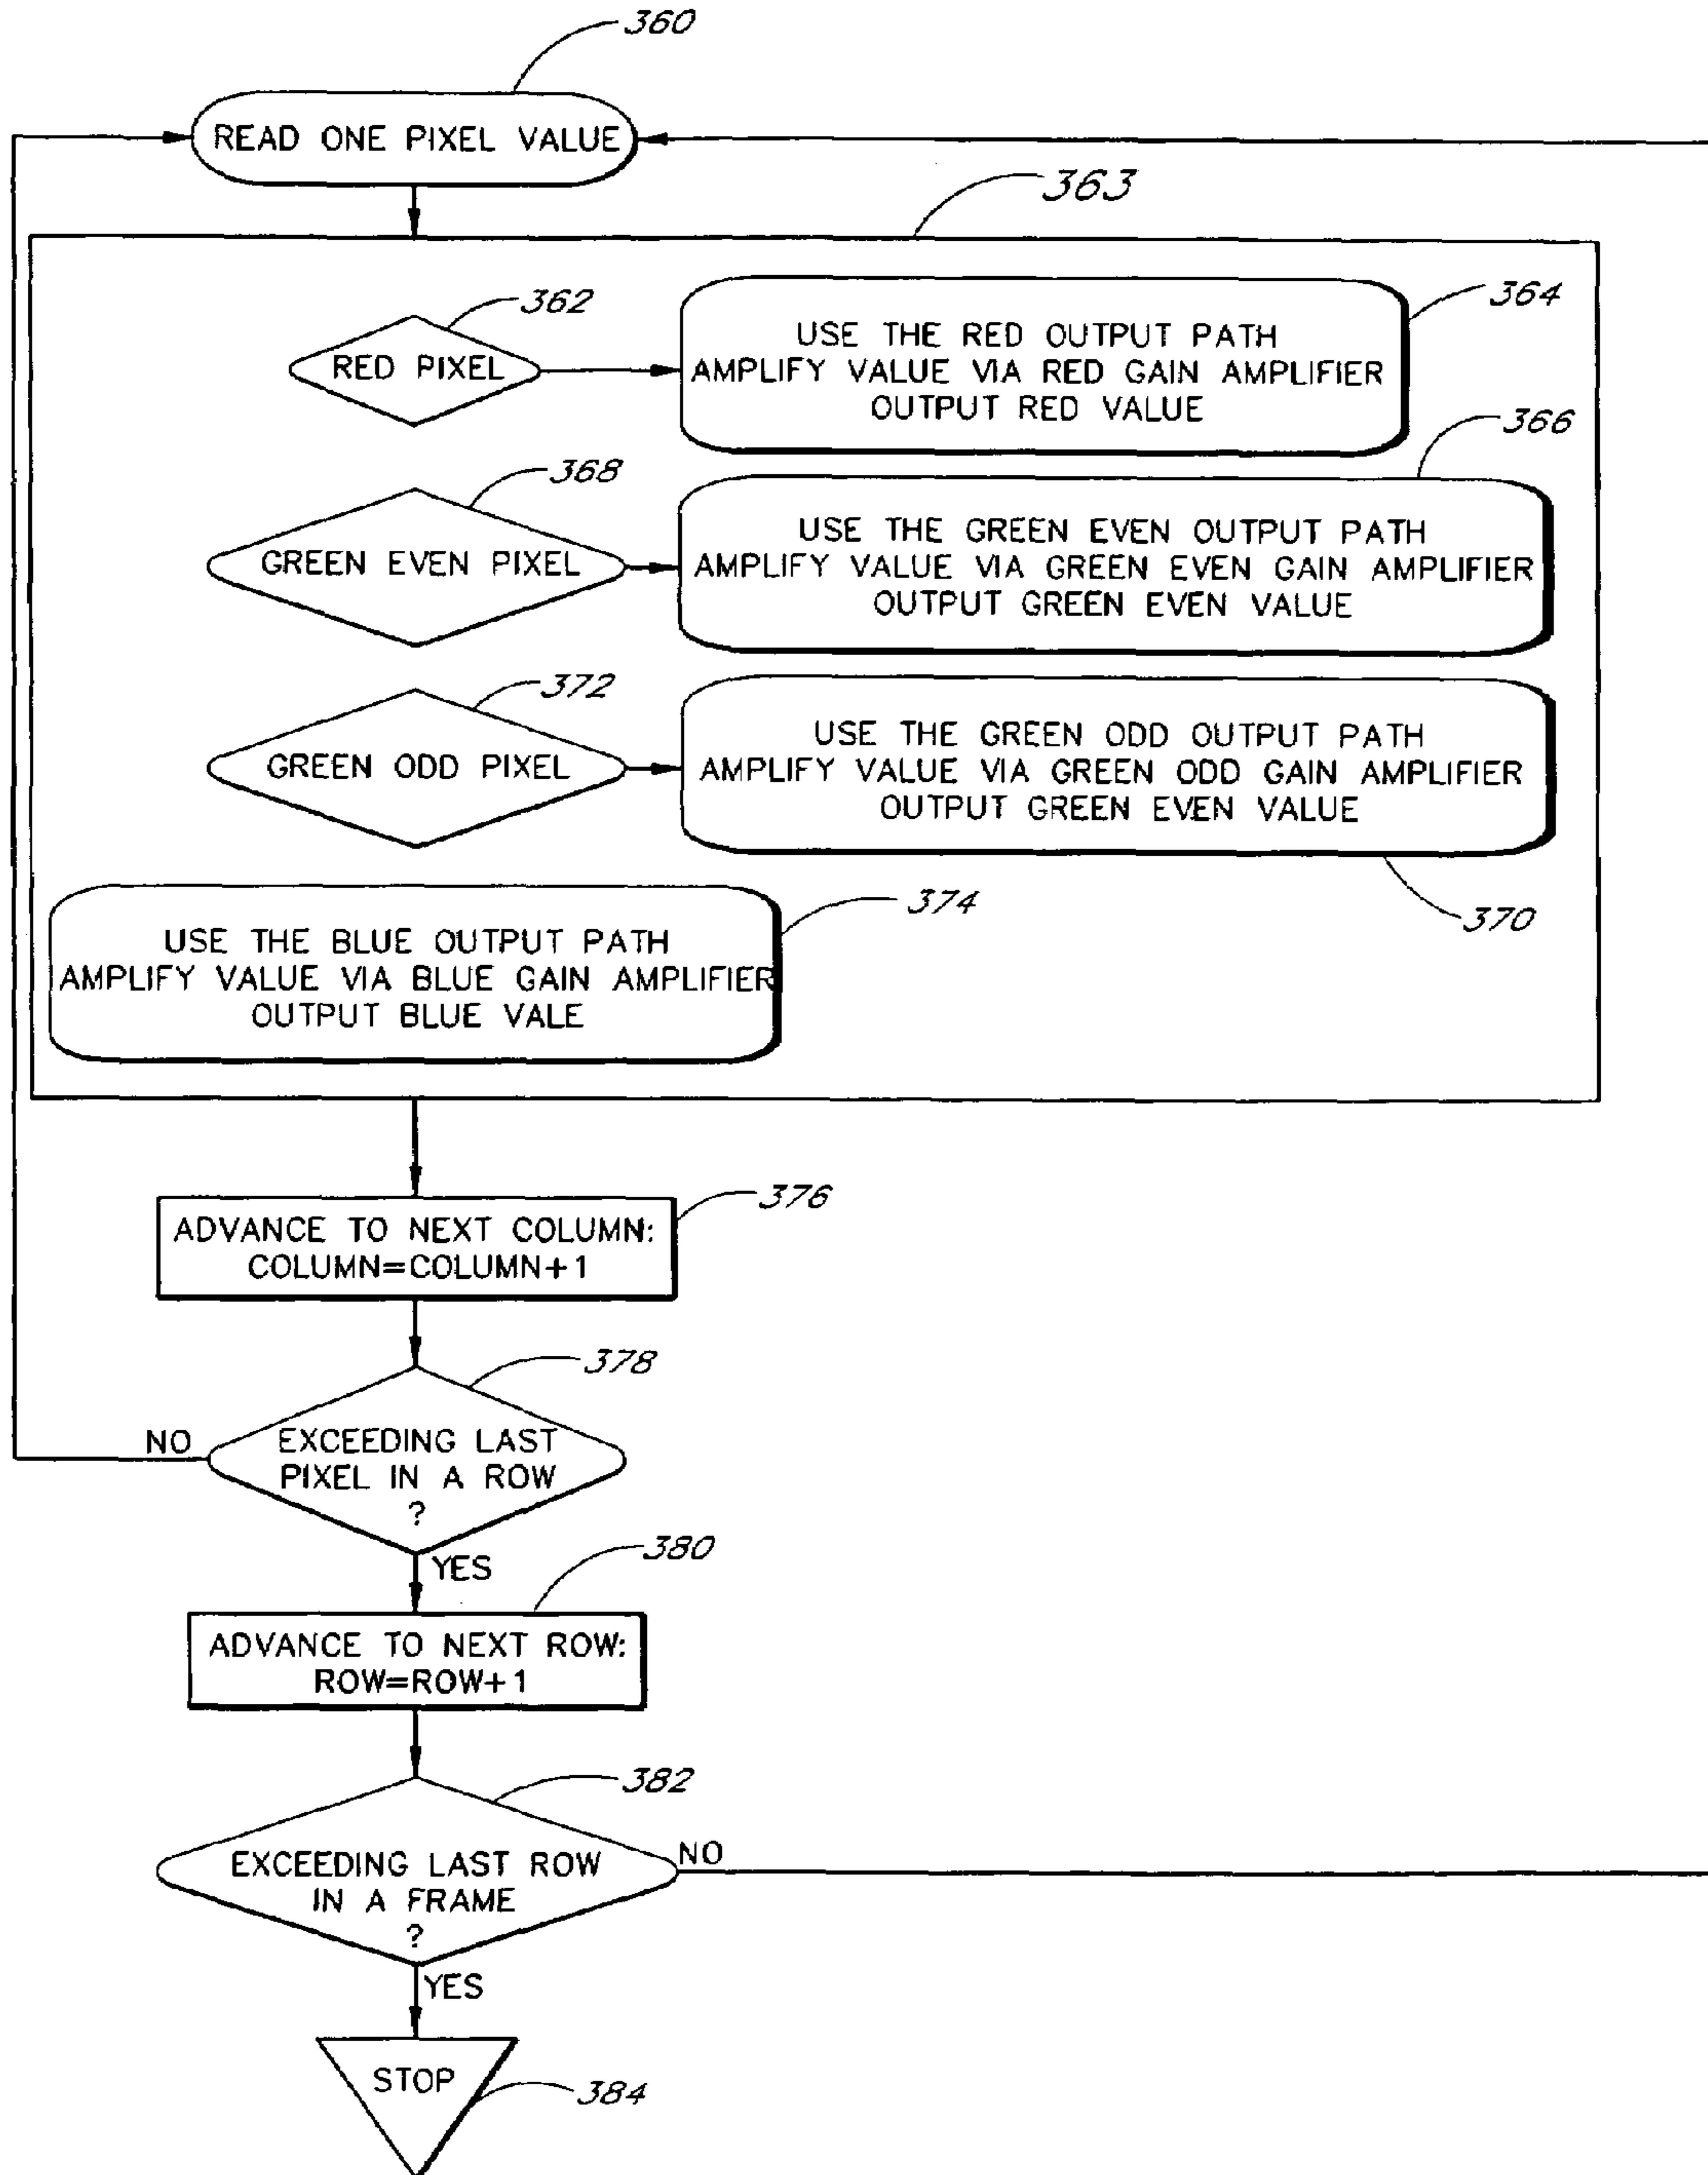 360
READ ONE PIXEL VALUE
363
362
RED PIXEL
364
USE THE RED OUTPUT PATH
AMPLIFY VALUE VIA RED GAIN AMPLIFIER
OUTPUT RED VALUE
366
368
GREEN EVEN PIXEL
USE THE GREEN EVEN OUTPUT PATH
AMPLIFY VALUE VIA GREEN EVEN GAIN AMPLIFIER
OUTPUT GREEN EVEN VALUE
372
GREEN ODD PIXEL
USE THE GREEN ODD OUTPUT PATH
AMPLIFY VALUE VIA GREEN ODD GAIN AMPLIFIER
OUTPUT GREEN EVEN VALUE
370
374
USE THE BLUE OUTPUT PATH
AMPLIFY VALUE VIA BLUE GAIN AMPLIFIER
OUTPUT BLUE VALE
376
ADVANCE TO NEXT COLUMN:
COLUMN=COLUMN+1
378
NO
EXCEEDING LAST
PIXEL IN A ROW
?
YES
380
ADVANCE TO NEXT ROW:
ROW=ROW+1
382
NO
EXCEEDING LAST ROW
IN A FRAME
?
YES
STOP
384